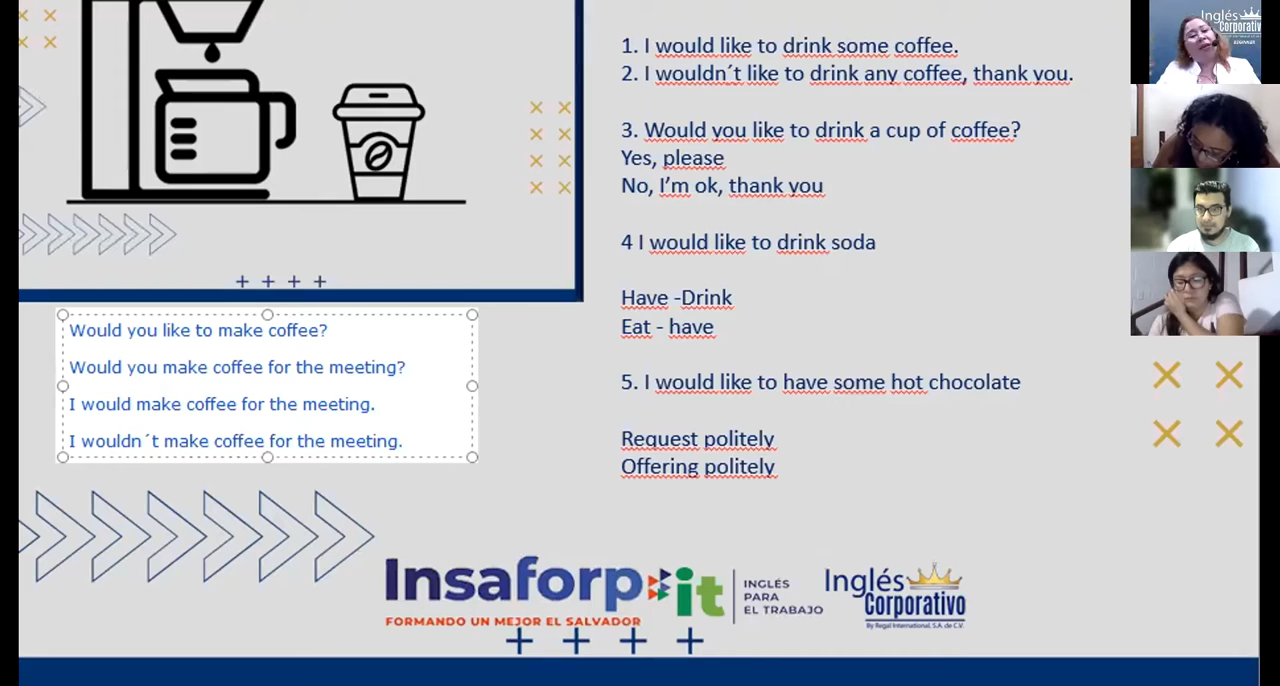 Would you like to make coffee?
Would you make coffee for the meeting?
I would make coffee for the meeting.
I wouldn´t make coffee for the meeting.
1. I would like to drink some coffee.
2. I wouldn´t like to drink any coffee, thank you.
3. Would you like to drink a cup of coffee?
Yes, please
No, I'm ok, thank you
4 I would like to drink soda
Have -Drink
Eat - have
5. I would like to have some hot chocolate
Request politely
Offering politely
Insaforp it
FORMANDO UN MEJOR EL SALVADOR
INGLÉS
PARA
EL TRABAJO
Inglés
Corporativo
By Regal International, S.A. de C.V.
Inglés
Corporativo